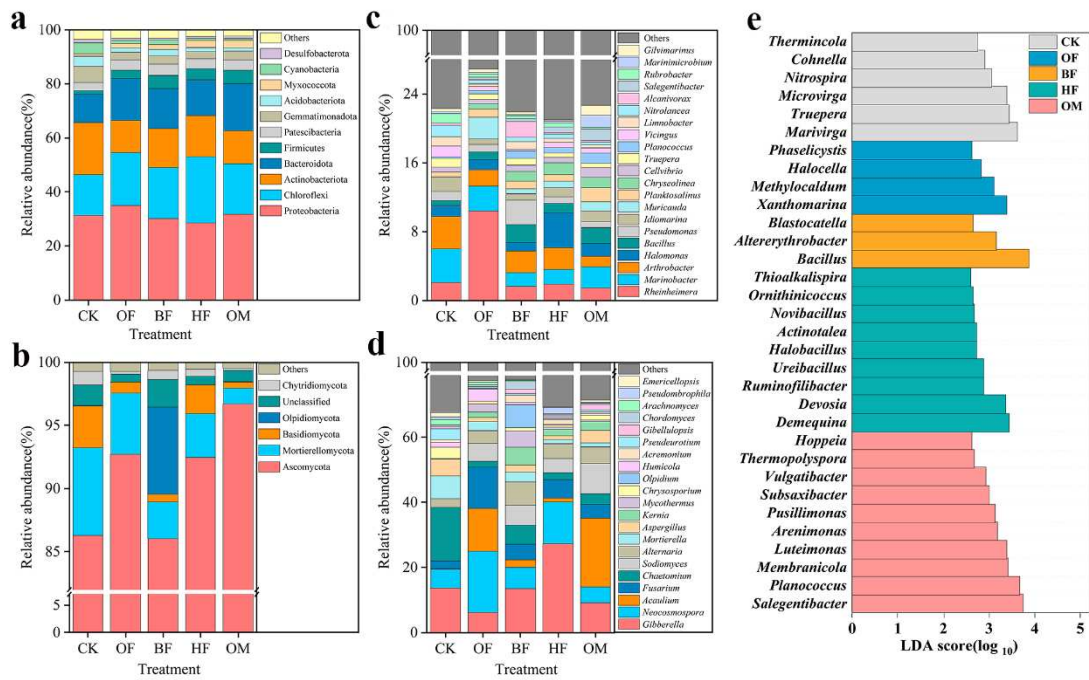 a
Relative abundance(%)
100
80
60
40
20
0
CK OF BF HF OM
Treatment
Others
Desulfobacterota
Cyanobacteria
Myxococcota
Acidobacteriota
Gemmatimonadota
Patescibacteria
Firmicutes
Bacteroidota
Actinobacteriota
Chloroflexi
Proteobacteria
b
Relative abundance(%)
100
95
90
85
5
0
CK OF BF HF OM
Treatment
Others
Chytridiomycota
Unclassified
Olpidiomycota
Basidiomycota
Mortierellomycota
Ascomycota
c
Relative abundance(%)
100
24
16
8
0
CK OF BF HF OM
Treatment
Others
Gilvimarinus
Marinimicrobium
Rubrobacter
Salegentibacter
Alcanivorax
Nitrolancea
Limnobacter
Vicingus
Planococcus
Truepera
Cellvibrio
Chryseolinea
Planktosalinus
Muricauda
Idiomarina
Pseudomonas
Bacillus
Halomonas
Arthrobacter
Marinobacter
Rheinheimera
d
Relative abundance(%)
100
80
60
40
20
0
CK OF BF HF OM
Treatment
Others
Emericellopsis
Pseudombrophila
Arachnomyces
Chordomyces
Gibellulopsis
Pseudeurotium
Acremonium
Humicola
Olpidium
Chrysosporium
Mycothermus
Kernia
Aspergillus
Mortierella
Alternaria
Sodiomyces
Chaetomium
Fusarium
Acaulium
Neocosmospora
Gibberella
e
Thermincola
Cohnella
Nitrospira
Microvirga
Truepera
Marivirga
Phaselicystis
Halocella
Methylocaldum
Xanthomarina
Blastocatella
Altererythrobacter
Bacillus
Thioalkalispira
Ornithinicoccus
Novibacillus
Actinotalea
Halobacillus
Ureibacillus
Ruminofilibacter
Devosia
Demequina
Hoppeia
Thermopolyspora
Vulgatibacter
Subsaxibacter
Pusillimonas
Arenimonas
Luteimonas
Membranicola
Planococcus
Salegentibacter
0 1 2 3 4 5
LDA score(log 10)
CK
OF
BF
HF
OM